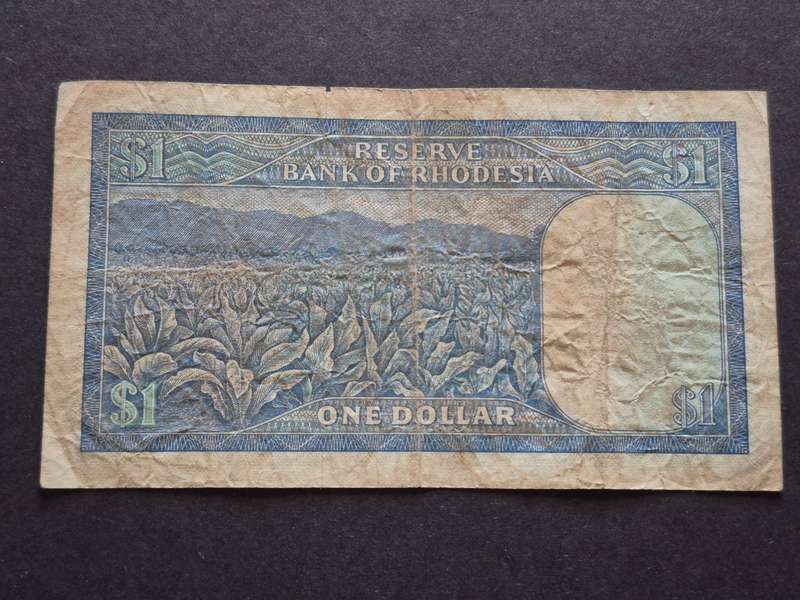 $1 RESERVE $1
BANK OF RHODESIA
$1 ONE DOLLAR $1